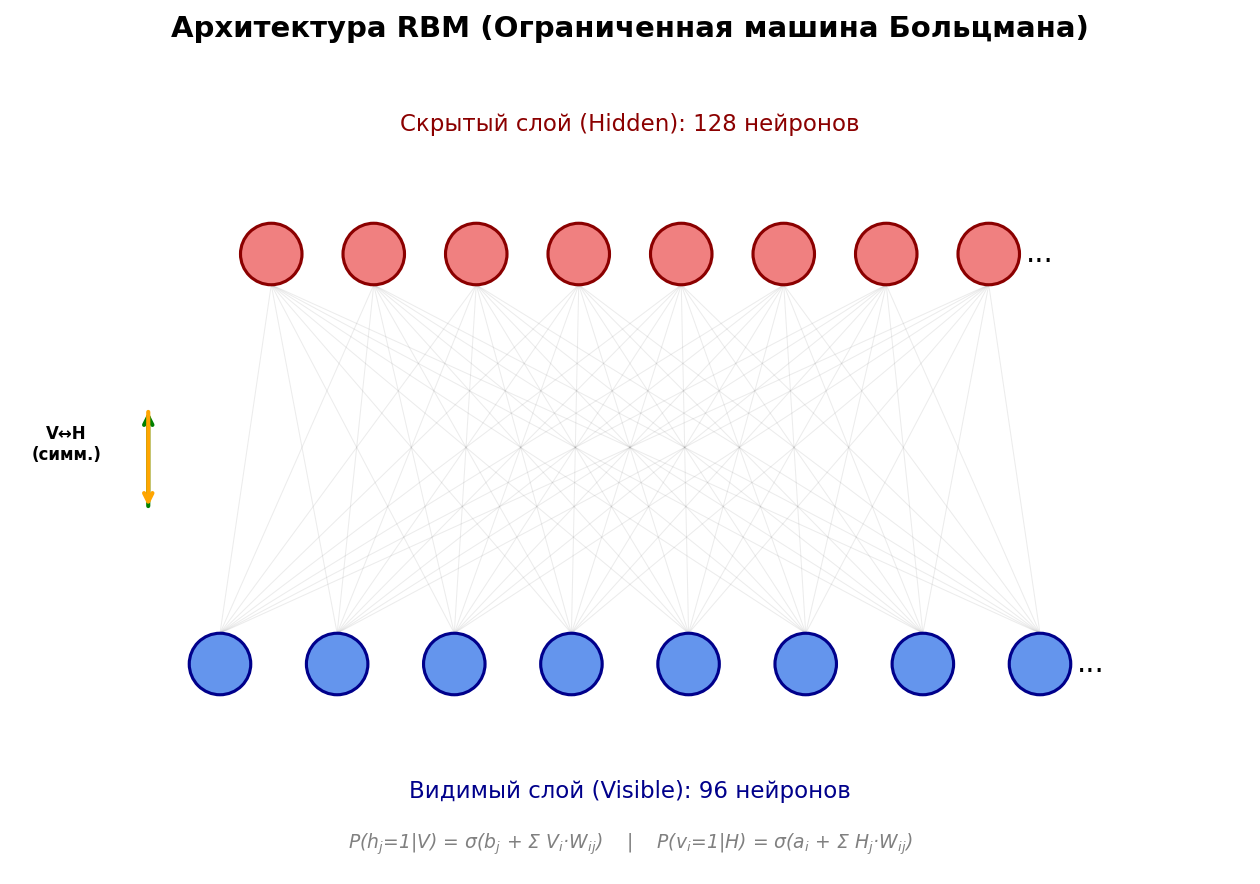 Архитектура RBM (Ограниченная машина Больцмана)
Скрытый слой (Hidden): 128 нейронов
...
V↔H
(симм.)
...
Видимый слой (Visible): 96 нейронов
P(hⱼ=1|V) = σ(bⱼ + Σ Vᵢ·Wᵢⱼ) | P(vᵢ=1|H) = σ(aᵢ + Σ Hⱼ·Wᵢⱼ)